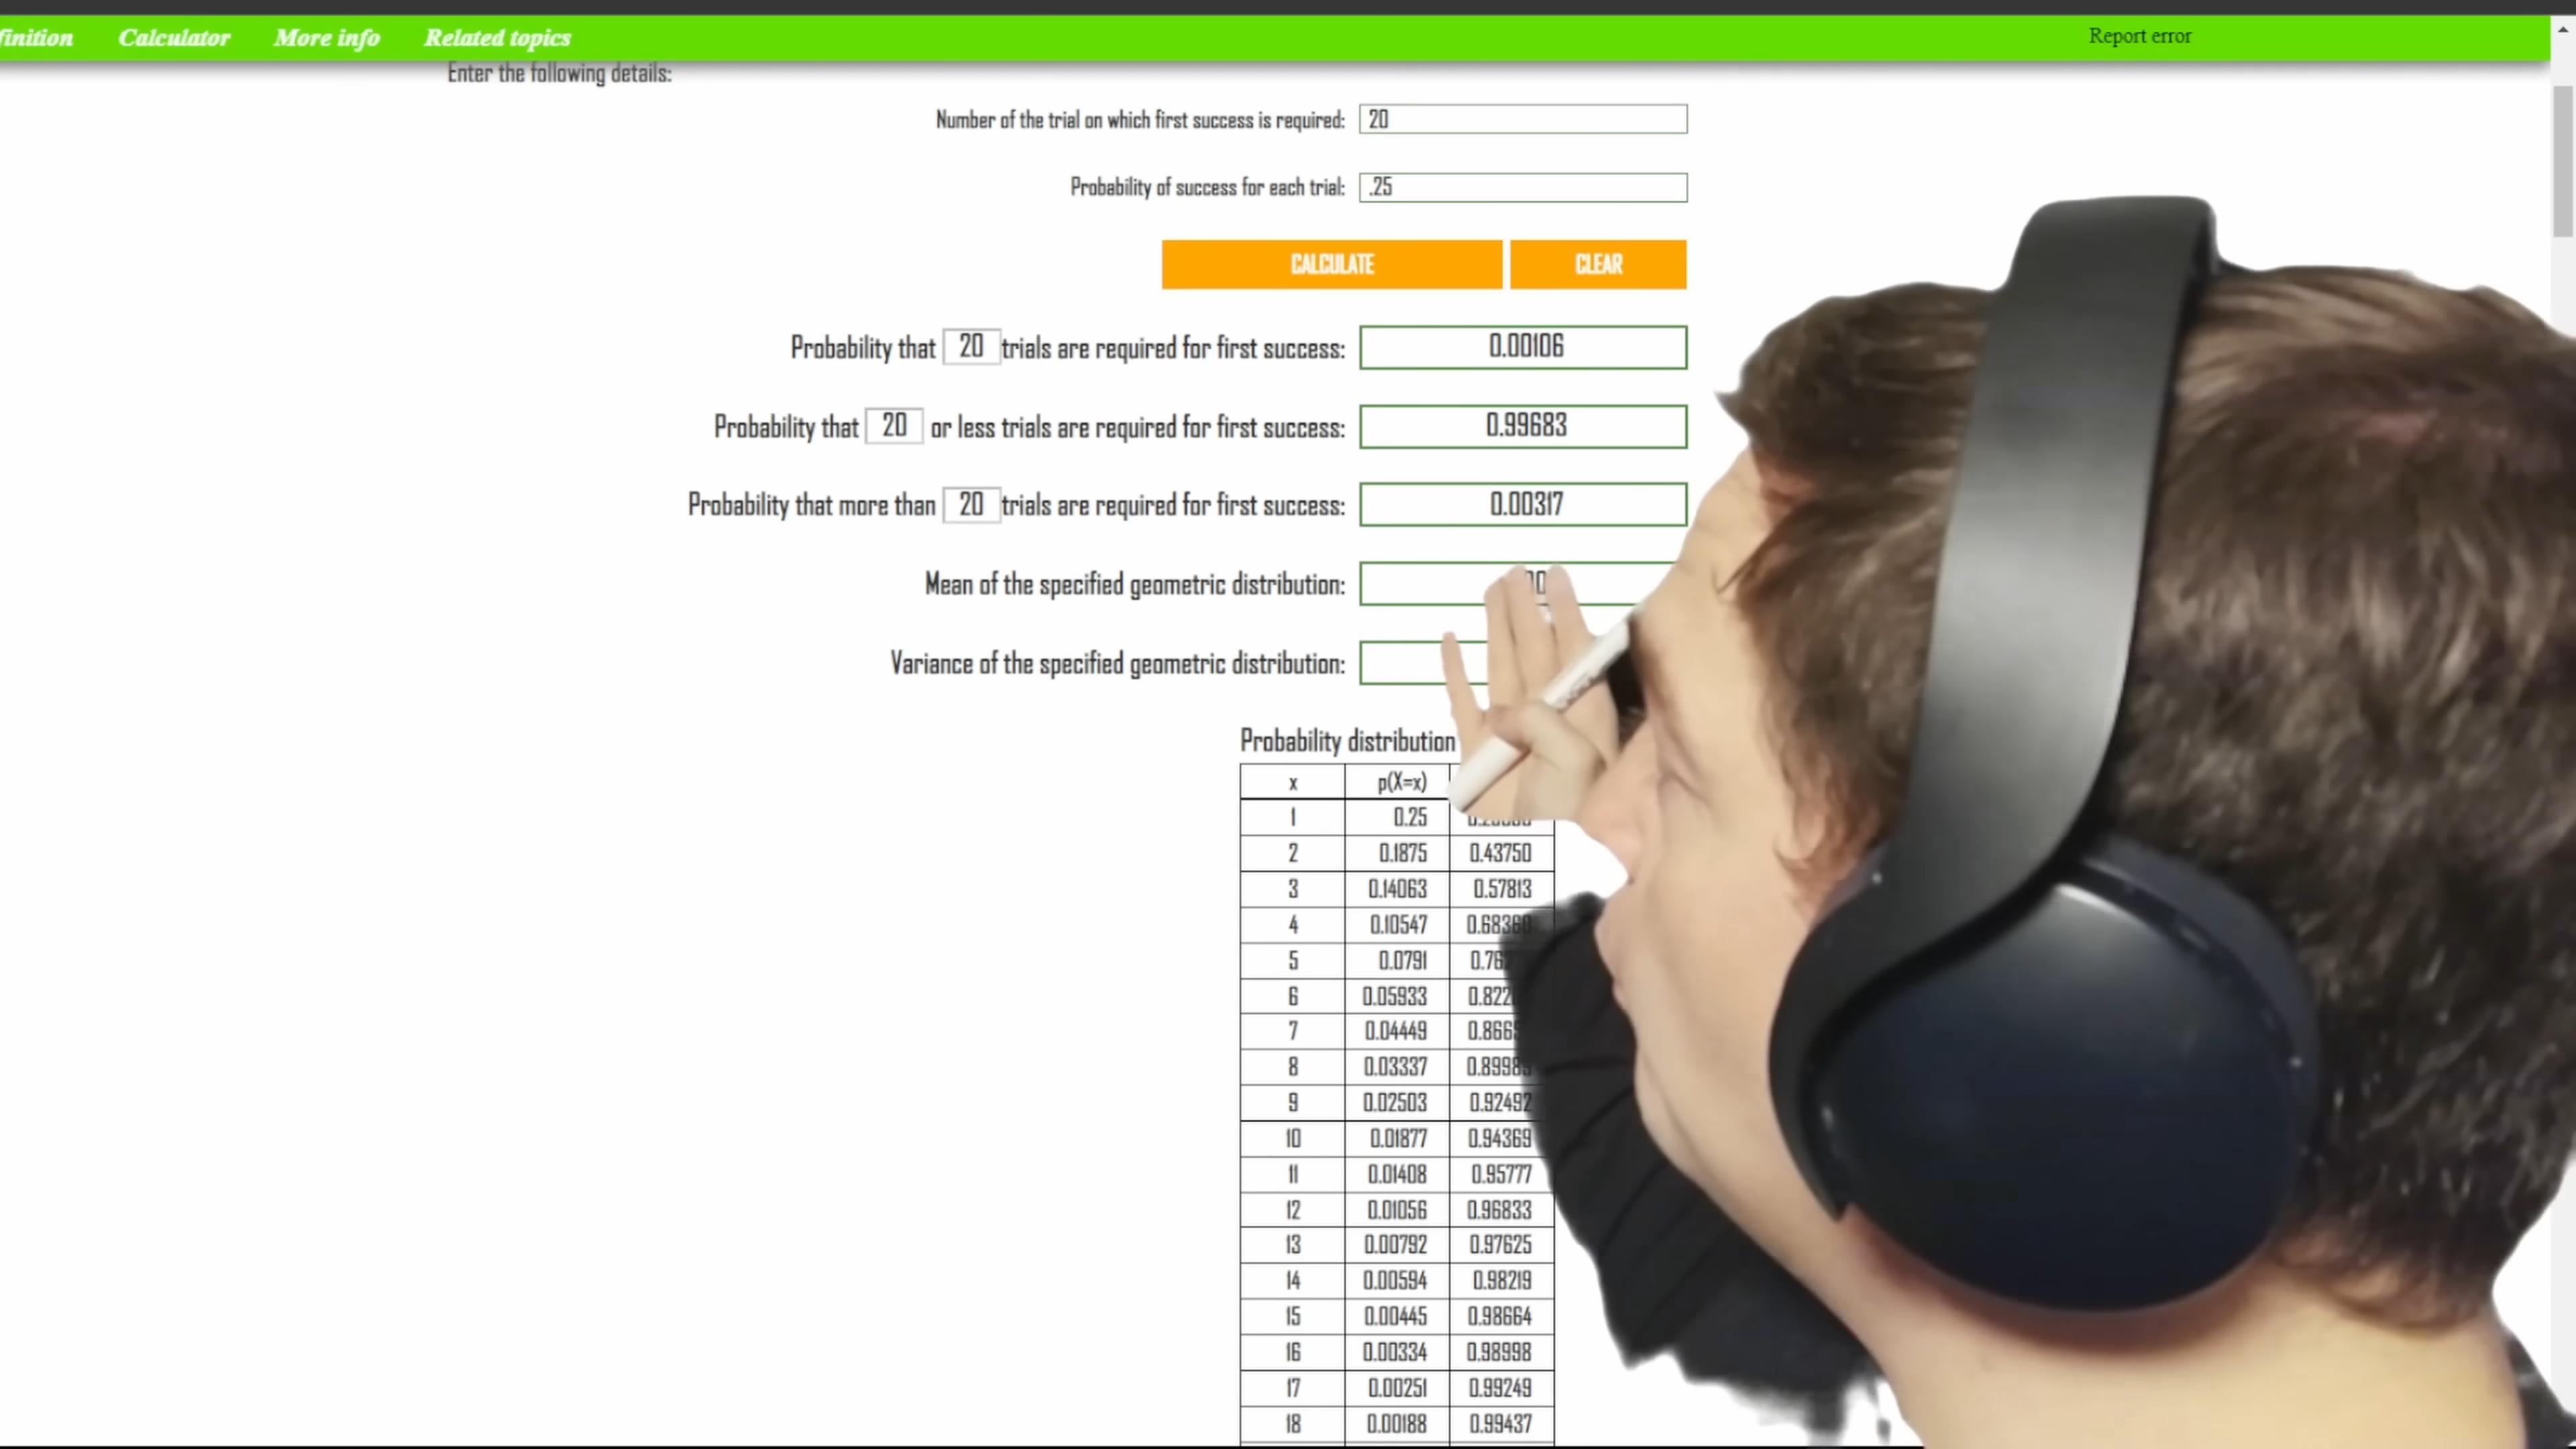 finition Calculator More info Related topics Report error
Enter the following details:
Number of the trial on which first success is required: 20
Probability of success for each trial: .25
CALCULATE CLEAR
Probability that 20 trials are required for first success: 0.00106
Probability that 20 or less trials are required for first success: 0.99683
Probability that more than 20 trials are required for first success: 0.00317
Mean of the specified geometric distribution:
Variance of the specified geometric distribution:
Probability distribution
x p(X=x)
1 0.25
2 0.1875 0.43750
3 0.14063 0.57813
4 0.10547 0.68360
5 0.0791
6 0.05933
7 0.04449
8 0.03337
9 0.02503 0.92492
10 0.01877 0.94369
11 0.01408 0.95777
12 0.01056 0.96833
13 0.00792 0.97625
14 0.00594 0.98219
15 0.00445 0.98664
16 0.00334 0.98998
17 0.00251 0.99249
18 0.00188 0.99437